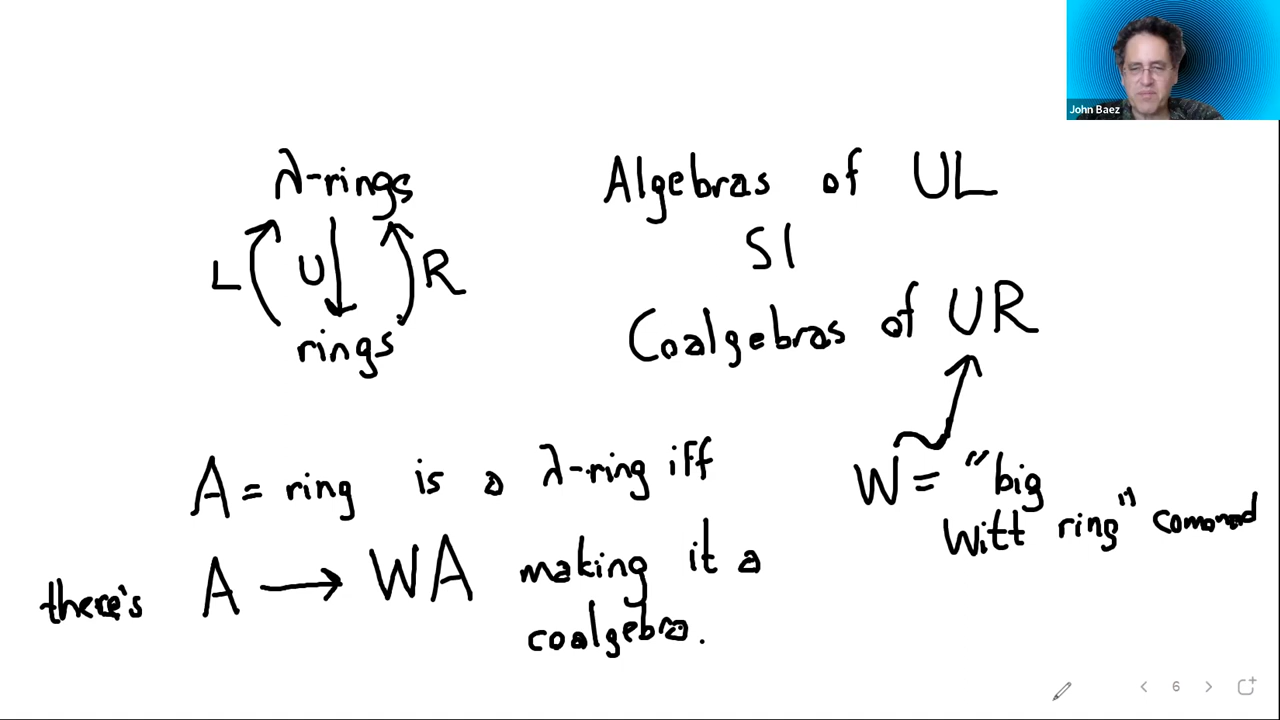 John Baez
λ-rings
L U R
rings
Algebras of UL
SI
Coalgebras of UR
A = ring is a λ-ring iff
there's A → WA making it a
coalgebra.
W = "big
Witt ring" comonad
6